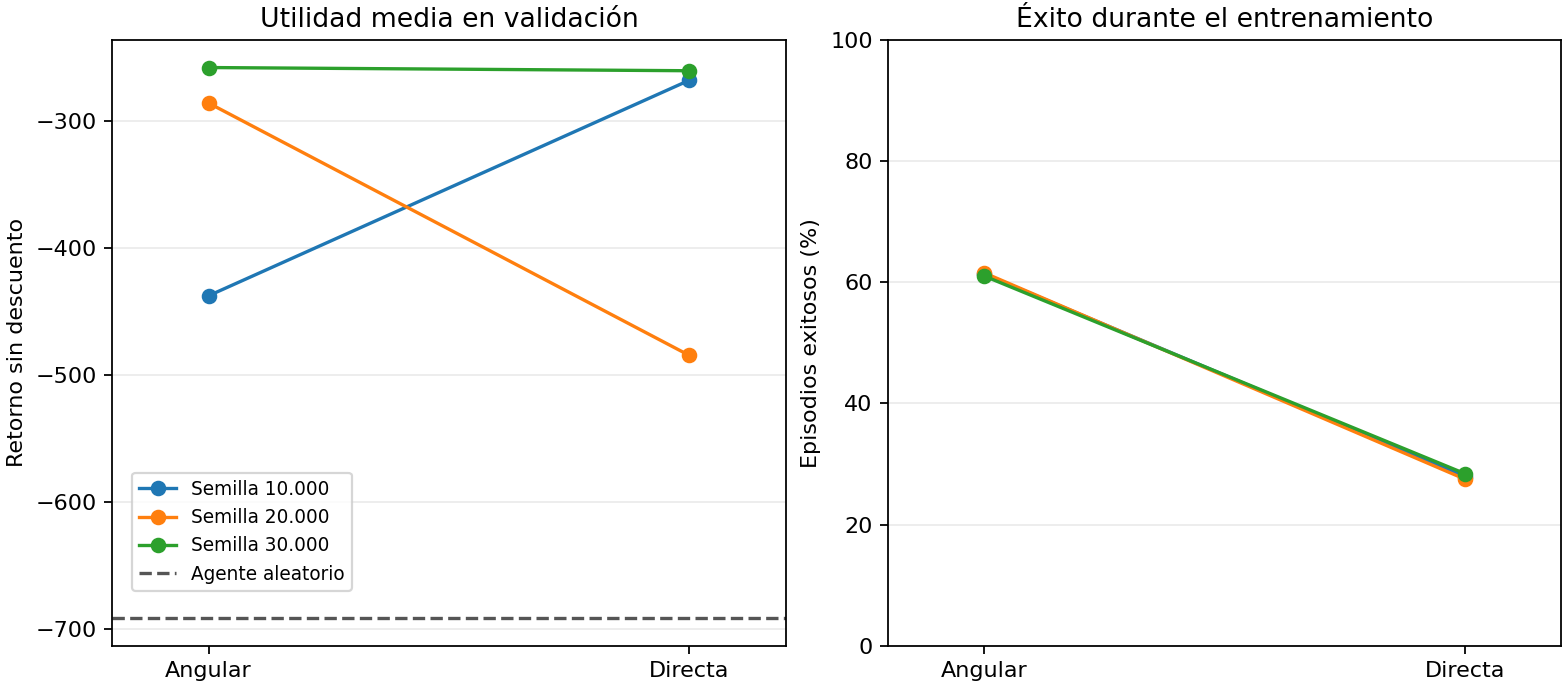 Utilidad media en validación
Retorno sin descuento
−300
−400
−500
−600
−700
Semilla 10.000
Semilla 20.000
Semilla 30.000
Agente aleatorio
Angular
Directa
Éxito durante el entrenamiento
Episodios exitosos (%)
100
80
60
40
20
0
Angular
Directa